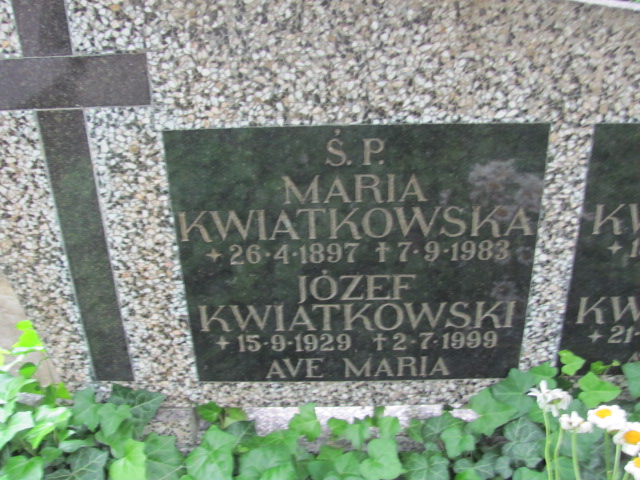 Ś.P.
MARIA
KWIATKOWSKA
+26·4·1897 †7·9·1983
JÓZEF
KWIATKOWSKI
+15·9·1929 †2·7·1999
AVE MARIA